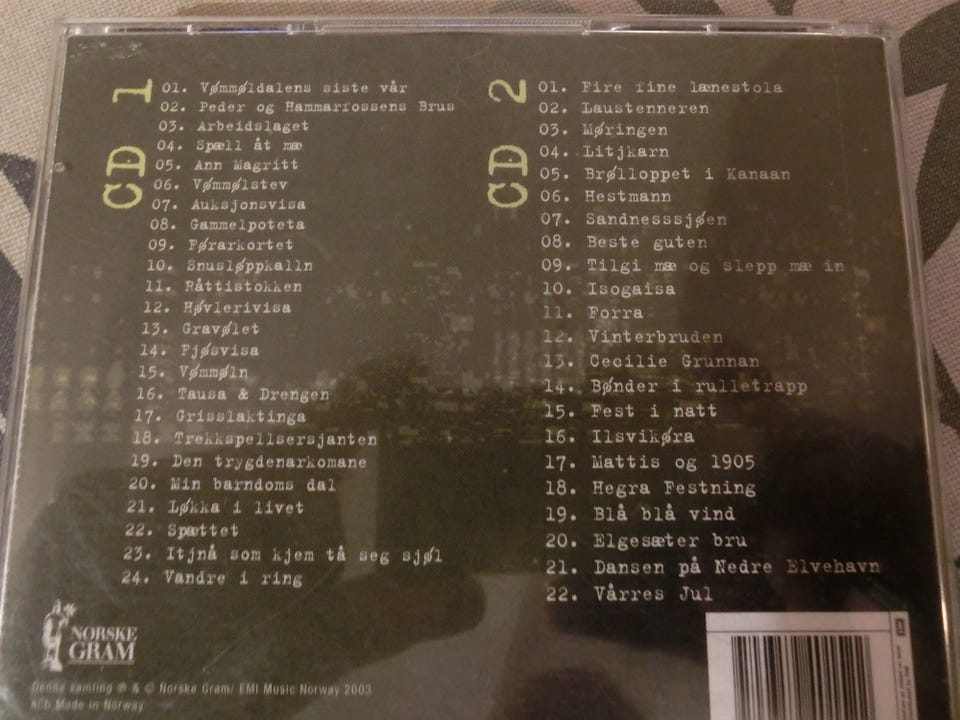 CD 1
01. Vømmøldalens siste vår
02. Peder og Hammarfossens Brus
03. Arbeidslaget
04. Spæll åt mæ
05. Ann Magritt
06. Vømmølstev
07. Auksjonsvisa
08. Gammelpoteta
09. Førarkortet
10. Snusløppkalln
11. Råttistokken
12. Høvlerivisa
13. Gravølet
14. Fjøsvisa
15. Vømmøln
16. Tausa & Drengen
17. Grisslaktinga
18. Trekkspellsersjanten
19. Den trygdenarkomane
20. Min barndoms dal
21. Løkka i livet
22. Spættet
23. Itjnå som kjem tå seg sjøl
24. Vandre i ring
CD 2
01. Fire fine lænestola
02. Laustenneren
03. Møringen
04. Litjkarn
05. Brølloppet i Kanaan
06. Hestmann
07. Sandnesssjøen
08. Beste guten
09. Tilgi mæ og slepp mæ in
10. Isogaisa
11. Forra
12. Vinterbruden
13. Cecilie Grunnan
14. Bønder i rulletrapp
15. Fest i natt
16. Ilsvikøra
17. Mattis og 1905
18. Hegra Festning
19. Blå blå vind
20. Elgesæter bru
21. Dansen på Nedre Elvehavn
22. Vårres Jul
NORSKE
GRAM
Denne samling ℗ & © Norske Gram/ EMI Music Norway 2003
Made in Norway